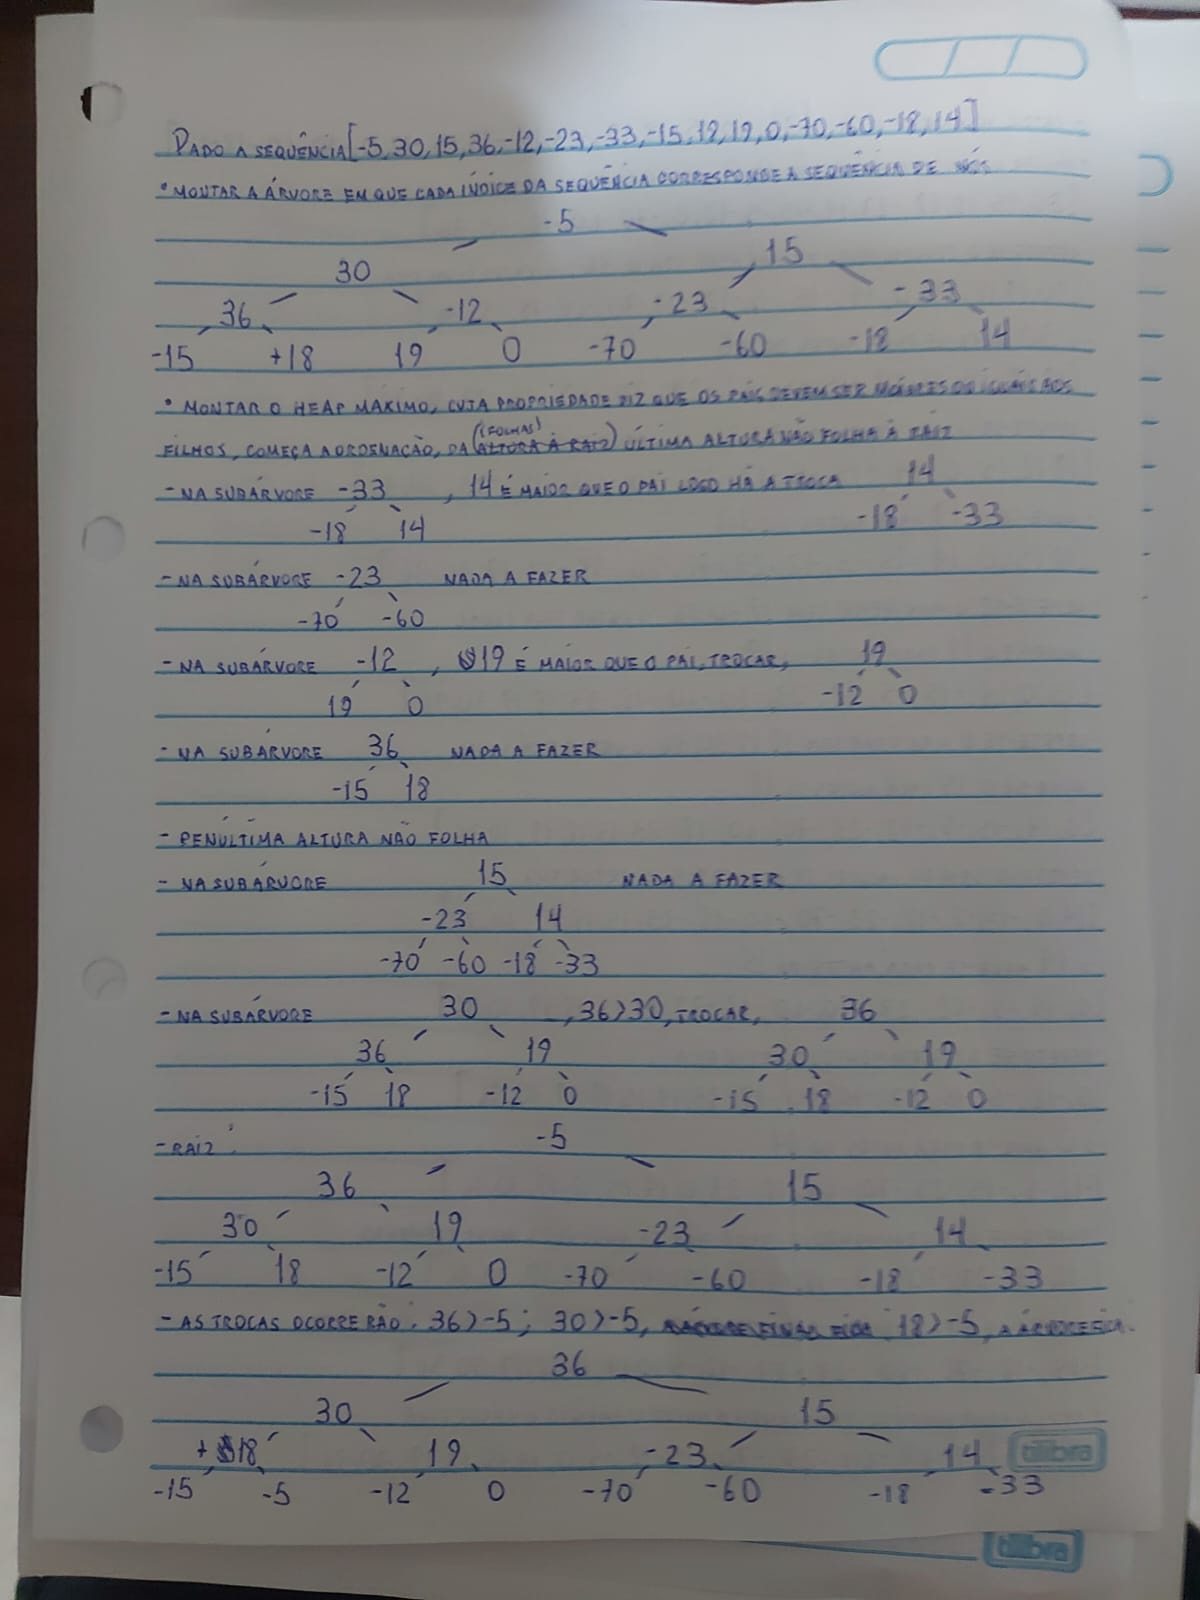 DADO A SEQUÊNCIA[-5,30,15,36,-12,-23,-33,-15,18,19,0,-70,-60,-18,14]
• MONTAR A ÁRVORE EM QUE CADA ÍNDICE DA SEQUÊNCIA CORRESPONDE A SEQUÊNCIA DE NÓS
-5
30 15
36 -12 -23 -33
-15 +18 19 0 -70 -60 -18 14
• MONTAR O HEAP MÁXIMO, CUJA PROPRIEDADE DIZ QUE OS PAIS DEVEM SER MAIORES OU IGUAIS AOS
(FOLHAS)
FILHOS, COMEÇA A ORDENAÇÃO, DA (ALTURA À RAIZ) ÚLTIMA ALTURA NÃO FOLHA À RAIZ
- NA SUBÁRVORE -33 , 14 É MAIOR QUE O PAI LOGO HÁ A TROCA 14
-18 14 -18 -33
- NA SUBÁRVORE -23 NADA A FAZER
-70 -60
- NA SUBÁRVORE -12 , 19 É MAIOR QUE O PAI, TROCAR, 19
19 0 -12 0
- NA SUBÁRVORE 36 NADA A FAZER
-15 18
- PENÚLTIMA ALTURA NÃO FOLHA
- NA SUBÁRVORE 15 NADA A FAZER
-23 14
-70 -60 -18 -33
- NA SUBÁRVORE 30 , 36>30, TROCAR, 36
36 19 30 19
-15 18 -12 0 -15 18 -12 0
- RAIZ: -5
36 15
30 19 -23 14
-15 18 -12 0 -70 -60 -18 -33
- AS TROCAS OCORRERÃO: 36>-5; 30>-5, 18>-5, A ÁRVORE FICA:
36
30 15
+18 19 -23 14
-15 -5 -12 0 -70 -60 -18 -33
tilibra
tilibra